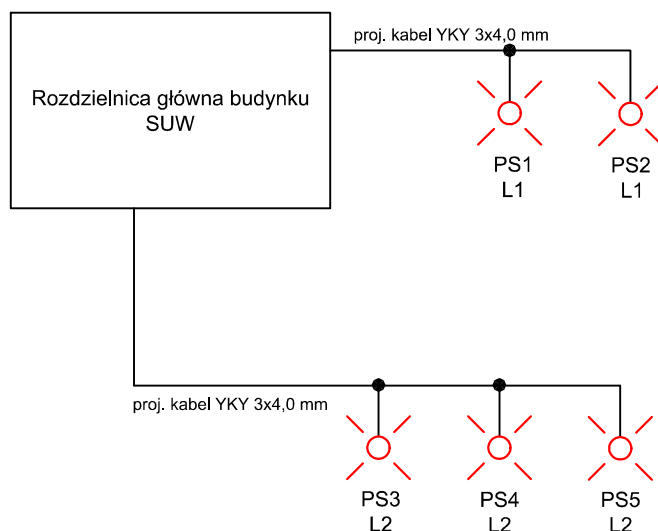 proj. kabel YKY 3x4,0 mm
Rozdzielnica główna budynku
SUW
PS1
L1
PS2
L1
proj. kabel YKY 3x4,0 mm
PS3
L2
PS4
L2
PS5
L2